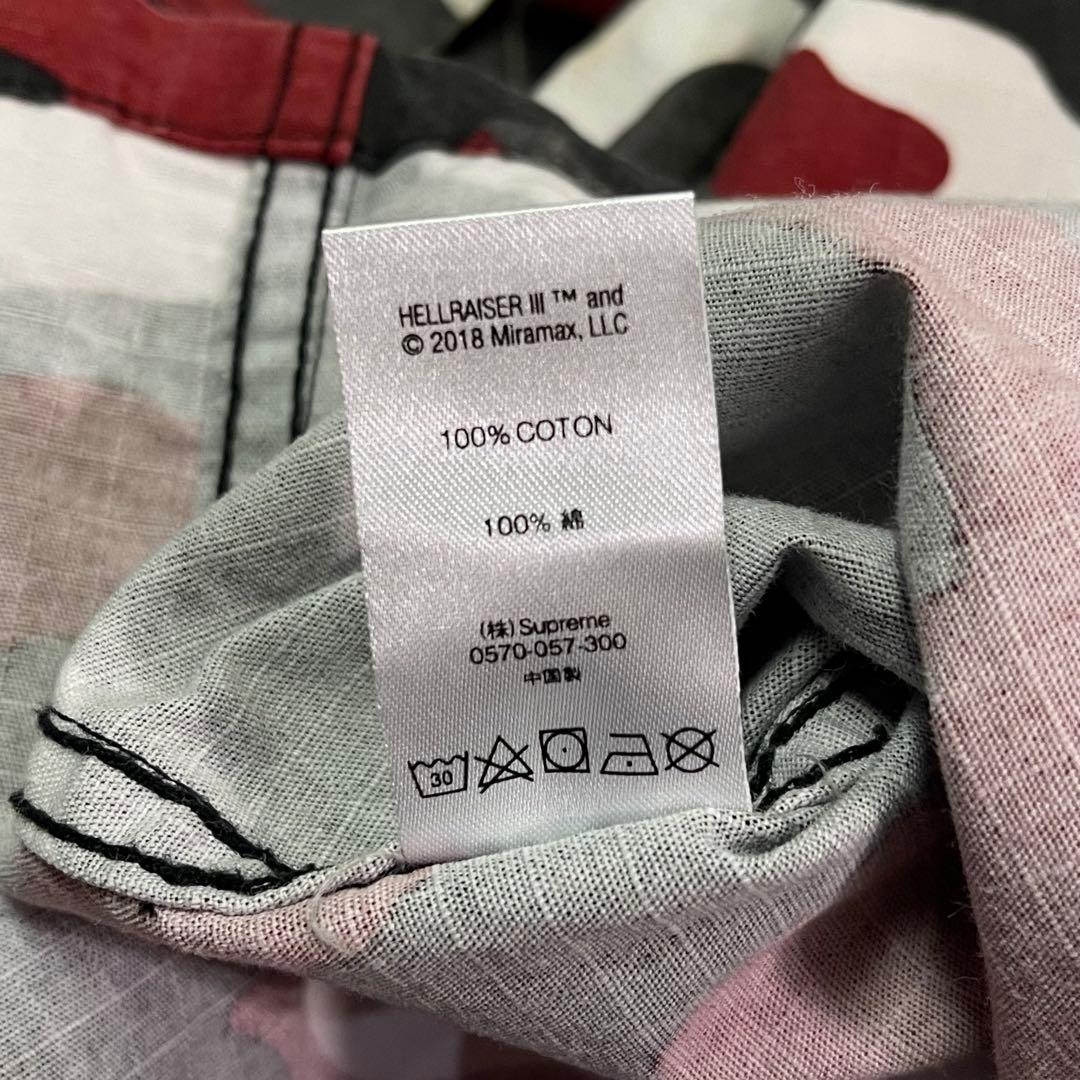 HELLRAISER III ™ and
© 2018 Miramax, LLC
100% COTON
100% 綿
(株) Supreme
0570-057-300
中国製
30